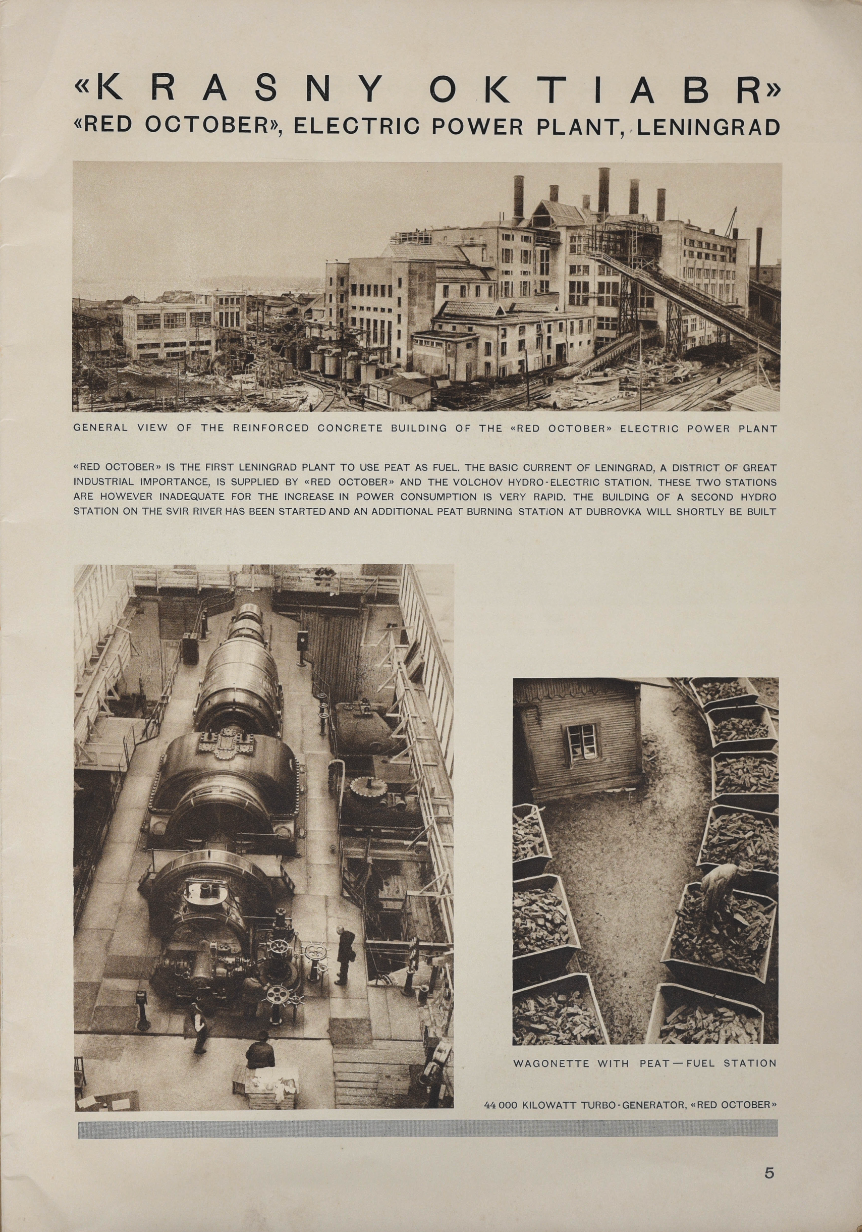 «KRASNY OKTIABR»
«RED OCTOBER», ELECTRIC POWER PLANT, LENINGRAD
GENERAL VIEW OF THE REINFORCED CONCRETE BUILDING OF THE «RED OCTOBER» ELECTRIC POWER PLANT
«RED OCTOBER» IS THE FIRST LENINGRAD PLANT TO USE PEAT AS FUEL. THE BASIC CURRENT OF LENINGRAD, A DISTRICT OF GREAT
INDUSTRIAL IMPORTANCE, IS SUPPLIED BY «RED OCTOBER» AND THE VOLCHOV HYDRO-ELECTRIC STATION. THESE TWO STATIONS
ARE HOWEVER INADEQUATE FOR THE INCREASE IN POWER CONSUMPTION IS VERY RAPID. THE BUILDING OF A SECOND HYDRO
STATION ON THE SVIR RIVER HAS BEEN STARTED AND AN ADDITIONAL PEAT BURNING STATION AT DUBROVKA WILL SHORTLY BE BUILT
WAGONETTE WITH PEAT — FUEL STATION
44 000 KILOWATT TURBO-GENERATOR, «RED OCTOBER»
5